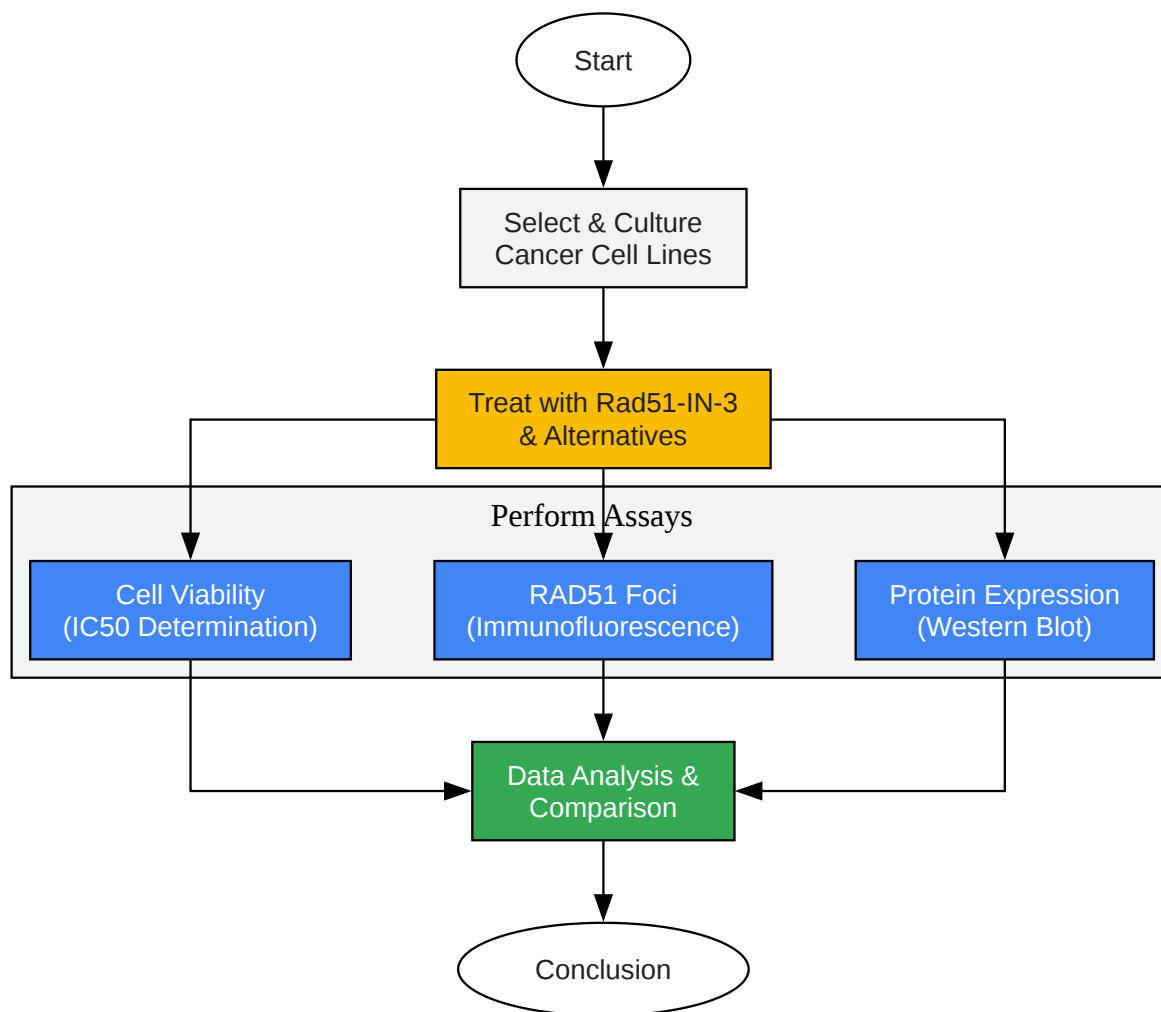 Start
Select & Culture
Cancer Cell Lines
Treat with Rad51-IN-3
& Alternatives
Perform Assays
Cell Viability
(IC50 Determination)
RAD51 Foci
(Immunofluorescence)
Protein Expression
(Western Blot)
Data Analysis &
Comparison
Conclusion